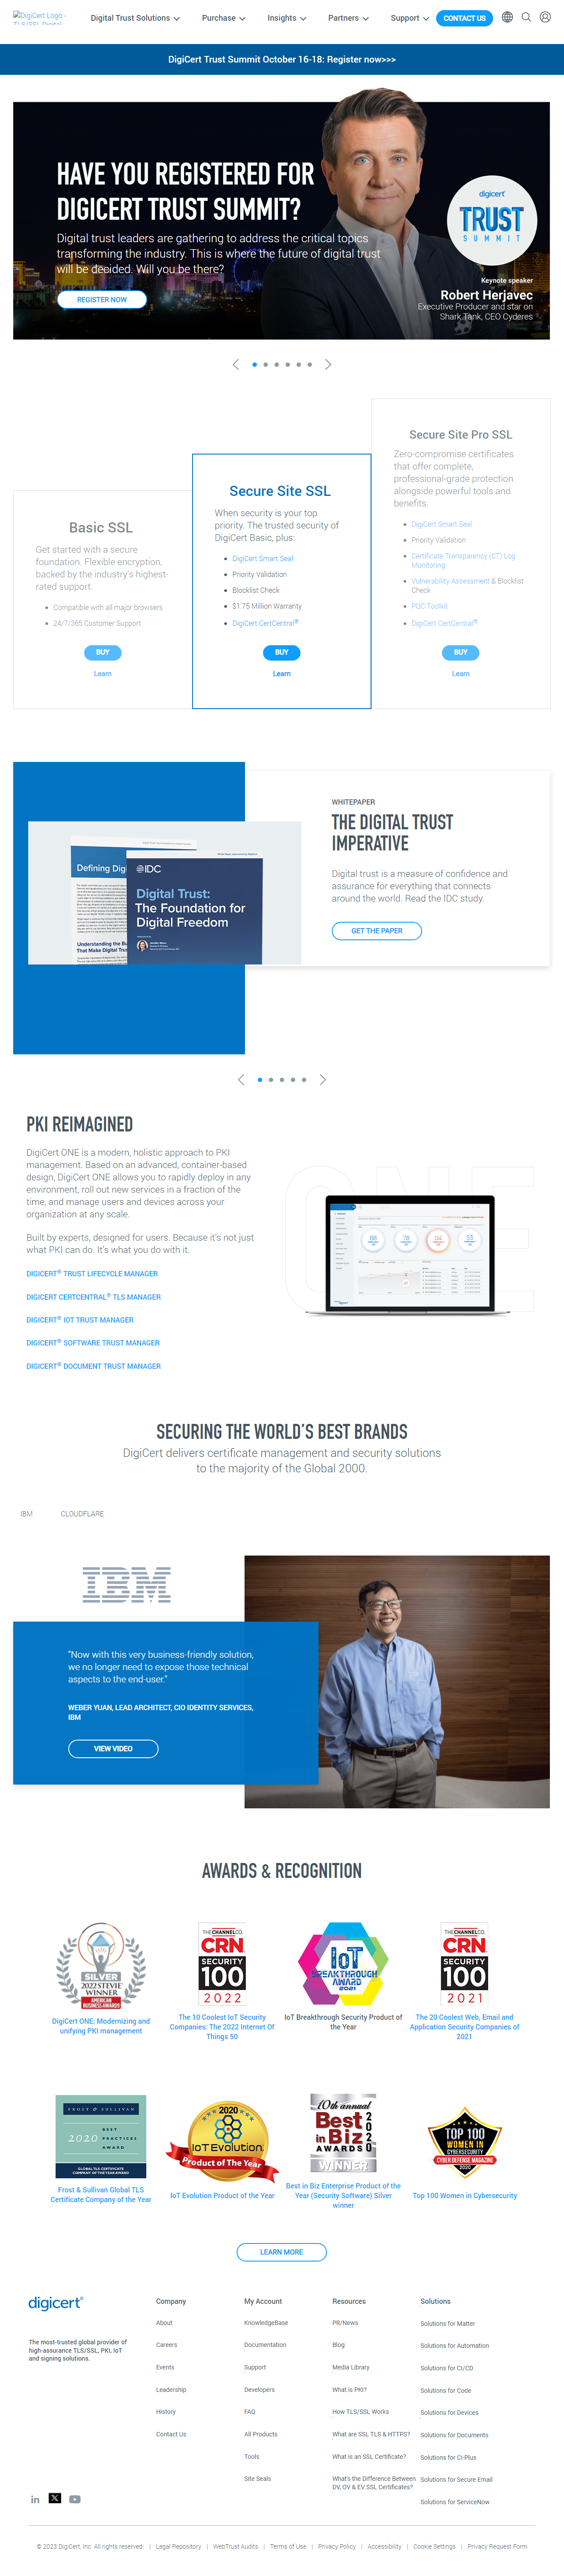 DigiCert Logo -
Digital Trust Solutions
Purchase
Insights
Partners
Support
CONTACT US
DigiCert Trust Summit October 16-18: Register now>>>
HAVE YOU REGISTERED FOR
DIGICERT TRUST SUMMIT?
Digital trust leaders are gathering to address the critical topics
transforming the industry. This is where the future of digital trust
will be decided. Will you be there?
REGISTER NOW
digicert
TRUST
SUMMIT
Keynote speaker
Robert Herjavec
Executive Producer and star on
Shark Tank, CEO Cyderes
Basic SSL
Get started with a secure
foundation. Flexible encryption,
backed by the industry's highest-
rated support.
Compatible with all major browsers
24/7/365 Customer Support
BUY
Learn
Secure Site SSL
When security is your top
priority. The trusted security of
DigiCert Basic, plus:
DigiCert Smart Seal
Priority Validation
Blocklist Check
$1.75 Million Warranty
DigiCert CertCentral®
BUY
Learn
Secure Site Pro SSL
Zero-compromise certificates
that offer complete,
professional-grade protection
alongside powerful tools and
benefits.
DigiCert Smart Seal
Priority Validation
Certificate Transparency (CT) Log
Monitoring
Vulnerability Assessment & Blocklist
Check
PQC Toolkit
DigiCert CertCentral®
BUY
Learn
Defining Digi
Understanding the Bu
That Make Digital Trus
IDC
Digital Trust:
The Foundation for
Digital Freedom
WHITEPAPER
THE DIGITAL TRUST
IMPERATIVE
Digital trust is a measure of confidence and
assurance for everything that connects
around the world. Read the IDC study.
GET THE PAPER
PKI REIMAGINED
DigiCert ONE is a modern, holistic approach to PKI
management. Based on an advanced, container-based
design, DigiCert ONE allows you to rapidly deploy in any
environment, roll out new services in a fraction of the
time, and manage users and devices across your
organization at any scale.
Built by experts, designed for users. Because it's not just
what PKI can do. It's what you do with it.
DIGICERT® TRUST LIFECYCLE MANAGER
DIGICERT CERTCENTRAL® TLS MANAGER
DIGICERT® IOT TRUST MANAGER
DIGICERT® SOFTWARE TRUST MANAGER
DIGICERT® DOCUMENT TRUST MANAGER
ONE
SECURING THE WORLD'S BEST BRANDS
DigiCert delivers certificate management and security solutions
to the majority of the Global 2000.
IBM
CLOUDFLARE
IBM
"Now with this very business-friendly solution,
we no longer need to expose those technical
aspects to the end-user."
WEBER YUAN, LEAD ARCHITECT, CIO IDENTITY SERVICES,
IBM
VIEW VIDEO
AWARDS & RECOGNITION
SILVER
2022 STEVIE
WINNER
AMERICAN
BUSINESS AWARDS
DigiCert ONE: Modernizing and
unifying PKI management
THE CHANNEL CO.
CRN
SECURITY
100
2022
The 10 Coolest IoT Security
Companies: The 2022 Internet Of
Things 50
IoT
BREAKTHROUGH
AWARD
2021
IoT Breakthrough Security Product of
the Year
THE CHANNEL CO.
CRN
SECURITY
100
2021
The 20 Coolest Web, Email and
Application Security Companies of
2021
FROST & SULLIVAN
2020
BEST
PRACTICES
AWARD
GLOBAL TLS CERTIFICATE
COMPANY OF THE YEAR AWARD
Frost & Sullivan Global TLS
Certificate Company of the Year
2020
IoT Evolution
Product of The Year
IoT Evolution Product of the Year
10th annual
Best
in Biz
AWARDS
2020
WINNER
Best in Biz Enterprise Product of the
Year (Security Software) Silver
winner
TOP 100
WOMEN IN
CYBERSECURITY
CYBER DEFENSE MAGAZINE
2020
Top 100 Women in Cybersecurity
LEARN MORE
digicert®
The most-trusted global provider of
high-assurance TLS/SSL, PKI, IoT
and signing solutions.
Company
About
Careers
Events
Leadership
History
Contact Us
My Account
KnowledgeBase
Documentation
Support
Developers
FAQ
All Products
Tools
Site Seals
Resources
PR/News
Blog
Media Library
What is PKI?
How TLS/SSL Works
What are SSL TLS & HTTPS?
What is an SSL Certificate?
What's the Difference Between
DV, OV & EV SSL Certificates?
Solutions
Solutions for Matter
Solutions for Automation
Solutions for CI/CD
Solutions for Code
Solutions for Devices
Solutions for Documents
Solutions for CI-Plus
Solutions for Secure Email
Solutions for ServiceNow
© 2023 DigiCert, Inc. All rights reserved. | Legal Repository | WebTrust Audits | Terms of Use | Privacy Policy | Accessibility | Cookie Settings | Privacy Request Form